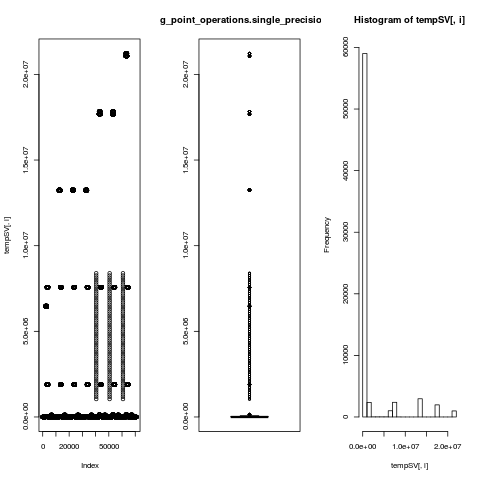 g_point_operations.single_precisio
Histogram of tempSV[, i]
tempSV[, i]
0.0e+00
5.0e+06
1.0e+07
1.5e+07
2.0e+07
0
20000
50000
Index
0.0e+00
5.0e+06
1.0e+07
1.5e+07
2.0e+07
Frequency
0
10000
20000
30000
40000
50000
60000
0.0e+00
1.0e+07
2.0e+07
tempSV[, i]